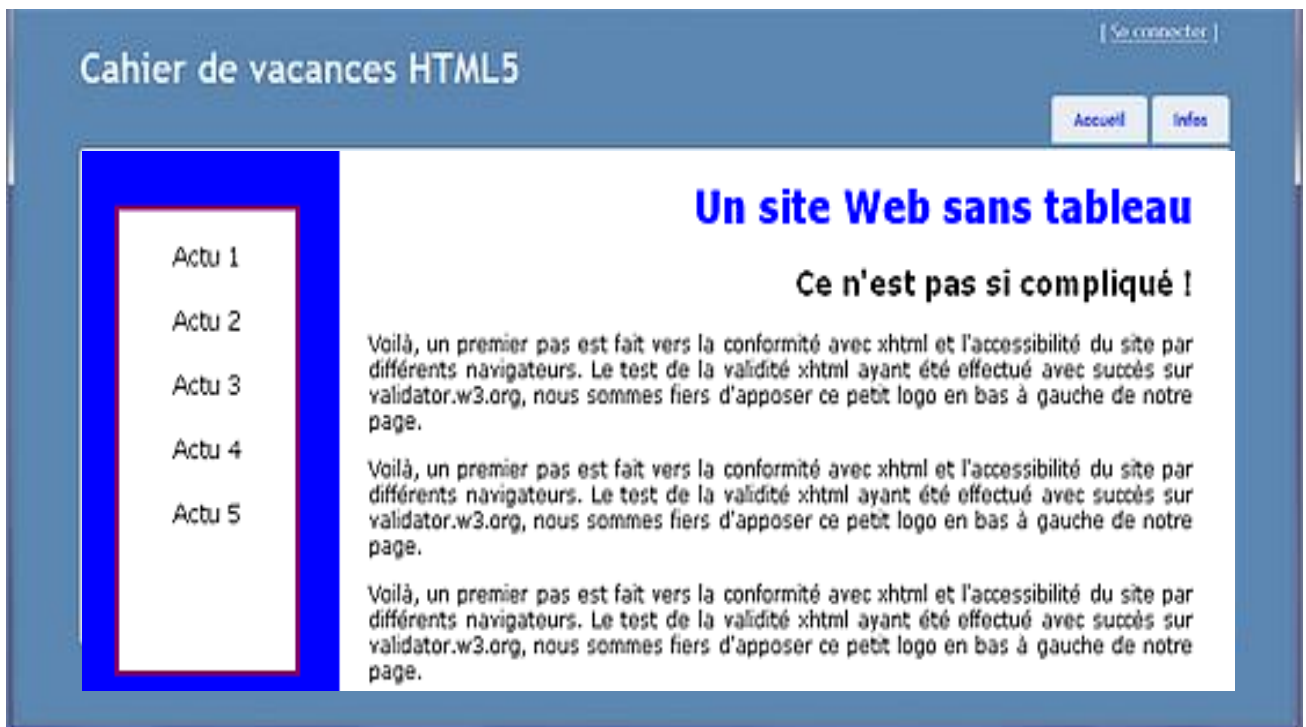 [ Se connecter ]
Cahier de vacances HTML5
Accueil Infos
Actu 1
Actu 2
Actu 3
Actu 4
Actu 5
Un site Web sans tableau
Ce n'est pas si compliqué !
Voilà, un premier pas est fait vers la conformité avec xhtml et l'accessibilité du site par
différents navigateurs. Le test de la validité xhtml ayant été effectué avec succès sur
validator.w3.org, nous sommes fiers d'apposer ce petit logo en bas à gauche de notre
page.
Voilà, un premier pas est fait vers la conformité avec xhtml et l'accessibilité du site par
différents navigateurs. Le test de la validité xhtml ayant été effectué avec succès sur
validator.w3.org, nous sommes fiers d'apposer ce petit logo en bas à gauche de notre
page.
Voilà, un premier pas est fait vers la conformité avec xhtml et l'accessibilité du site par
différents navigateurs. Le test de la validité xhtml ayant été effectué avec succès sur
validator.w3.org, nous sommes fiers d'apposer ce petit logo en bas à gauche de notre
page.